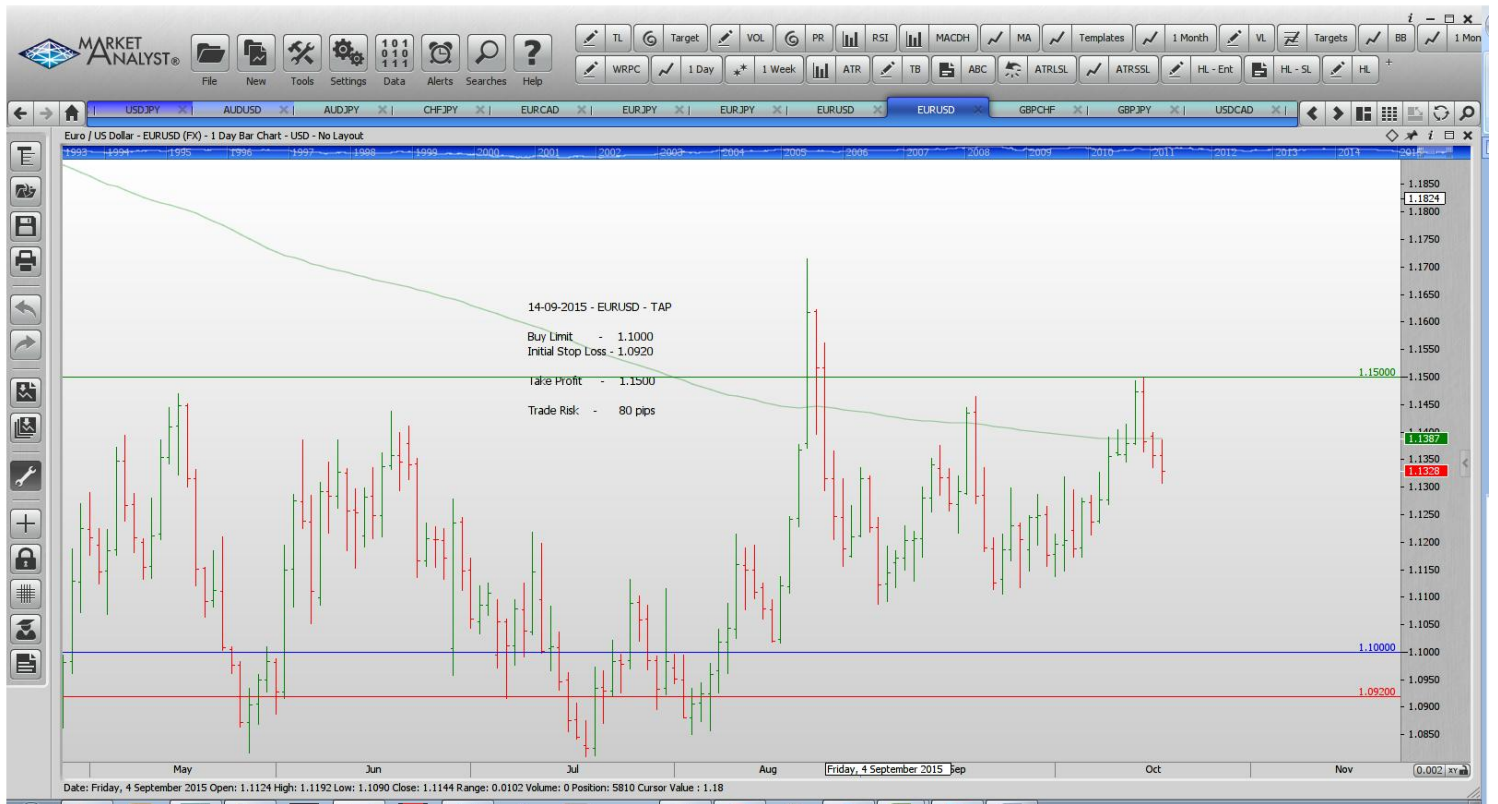 i
MARKET ANALYST®
File New Tools Settings Data Alerts Searches Help
TL Target VOL PR RSI MACDH MA Templates 1 Month VL Targets BB 1 Mon
WRPC 1 Day 1 Week ATR TB ABC ATRLSL ATRSSL HL - Ent HL - SL HL +
USDJPY AUDUSD AUDJPY CHFJPY EURCAD EURJPY EURJPY EURUSD EURUSD GBPCHF GBPJPY USDCAD
Euro / US Dollar - EURUSD (FX) - 1 Day Bar Chart - USD - No Layout
1993 1994 1995 1996 1997 1998 1999 2000 2001 2002 2003 2004 2005 2006 2007 2008 2009 2010 2011 2012 2013 2014 2015
1.1850
1.1824
1.1800
1.1750
1.1700
1.1650
14-09-2015 - EURUSD - TAP
1.1600
Buy Limit - 1.1000
Initial Stop Loss - 1.0920
1.1550
Take Profit - 1.1500
1.15000
1.1500
Trade Risk - 80 pips
1.1450
1.1400
1.1387
1.1350
1.1328
1.1300
1.1250
1.1200
1.1150
1.1100
1.1050
1.10000
1.1000
1.0950
1.09200
1.0900
1.0850
May Jun Jul Aug Friday, 4 September 2015 Sep Oct Nov 0.002 XY
Date: Friday, 4 September 2015 Open: 1.1124 High: 1.1192 Low: 1.1090 Close: 1.1144 Range: 0.0102 Volume: 0 Position: 5810 Cursor Value : 1.18